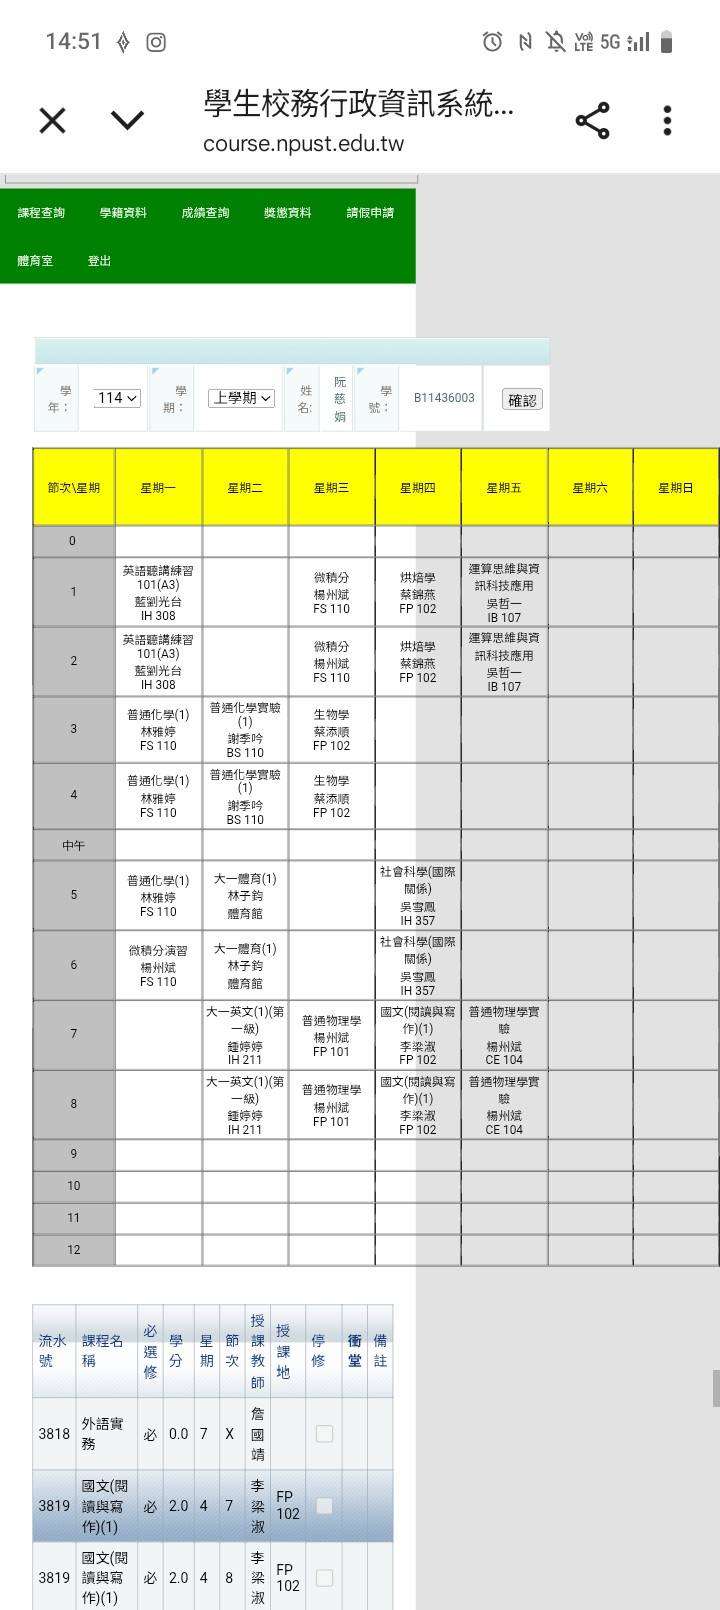 14:51
Vo)) LTE 5G
學生校務行政資訊系統...
course.npust.edu.tw
課程查詢 學籍資料 成績查詢 獎懲資料 請假申請
體育室 登出
學年： 114 學期： 上學期 姓名: 阮慈娟 學號： B11436003 確認
節次\星期 星期一 星期二 星期三 星期四 星期五 星期六 星期日
0
1
英語聽講練習
101(A3)
藍劉光台
IH 308
微積分
楊州斌
FS 110
烘焙學
蔡錦燕
FP 102
運算思維與資
訊科技應用
吳哲一
IB 107
2
英語聽講練習
101(A3)
藍劉光台
IH 308
微積分
楊州斌
FS 110
烘焙學
蔡錦燕
FP 102
運算思維與資
訊科技應用
吳哲一
IB 107
3
普通化學(1)
林雅婷
FS 110
普通化學實驗
(1)
謝季吟
BS 110
生物學
蔡添順
FP 102
4
普通化學(1)
林雅婷
FS 110
普通化學實驗
(1)
謝季吟
BS 110
生物學
蔡添順
FP 102
中午
5
普通化學(1)
林雅婷
FS 110
大一體育(1)
林子鈞
體育館
社會科學(國際
關係)
吳雪鳳
IH 357
6
微積分演習
楊州斌
FS 110
大一體育(1)
林子鈞
體育館
社會科學(國際
關係)
吳雪鳳
IH 357
7
大一英文(1)(第
一級)
鍾婷婷
IH 211
普通物理學
楊州斌
FP 101
國文(閱讀與寫
作)(1)
李梁淑
FP 102
普通物理學實
驗
楊州斌
CE 104
8
大一英文(1)(第
一級)
鍾婷婷
IH 211
普通物理學
楊州斌
FP 101
國文(閱讀與寫
作)(1)
李梁淑
FP 102
普通物理學實
驗
楊州斌
CE 104
9
10
11
12
流水號 課程名稱 必選修 學分 星期 節次 授課教師 授課地 停修 衝堂 備註
3818 外語實務 必 0.0 7 X 詹國靖
3819 國文(閱讀與寫作)(1) 必 2.0 4 7 李梁淑 FP 102
3819 國文(閱讀與寫作)(1) 必 2.0 4 8 李梁淑 FP 102